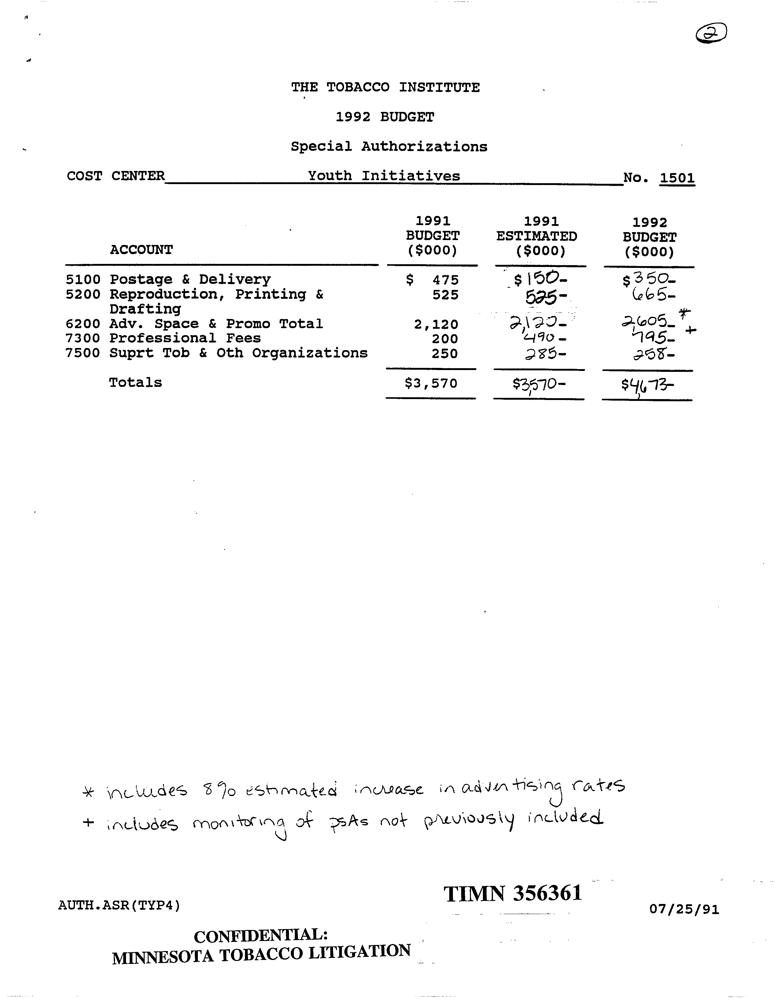 2
THE TOBACCO INSTITUTE
1992 BUDGET
Special Authorizations
COST CENTER Youth Initiatives No. 1501
1991 1991 1992
BUDGET ESTIMATED BUDGET
ACCOUNT ($000) ($000) ($000)
5100 Postage & Delivery $ 475 $150- $350-
5200 Reproduction, Printing & 525 525- 665-
Drafting
6200 Adv. Space & Promo Total 2,120 2,120- 2605- *
7300 Professional Fees 200 490- 795- +
7500 Suprt Tob & Oth Organizations 250 285- 258-
Totals $3,570 $3,570- $4,673-
* includes 8% estimated increase in advertising rates
+ includes monitoring of PSAs not previously included
TIMN 356361
AUTH.ASR(TYP4) 07/25/91
CONFIDENTIAL:
MINNESOTA TOBACCO LITIGATION